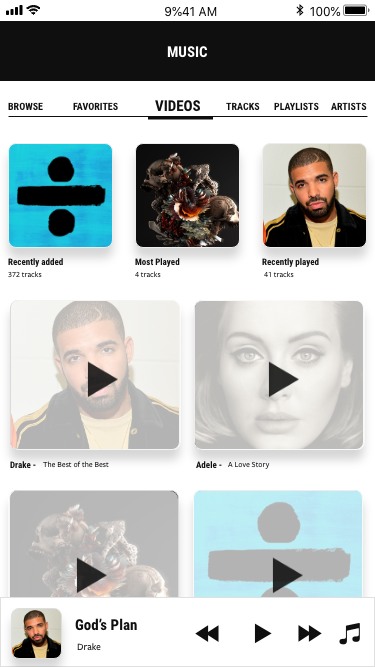 9%41 AM 100%
MUSIC
BROWSE FAVORITES VIDEOS TRACKS PLAYLISTS ARTISTS
Recently added Most Played Recently played
372 tracks 4 tracks 41 tracks
Drake - The Best of the Best Adele - A Love Story
God's Plan
Drake